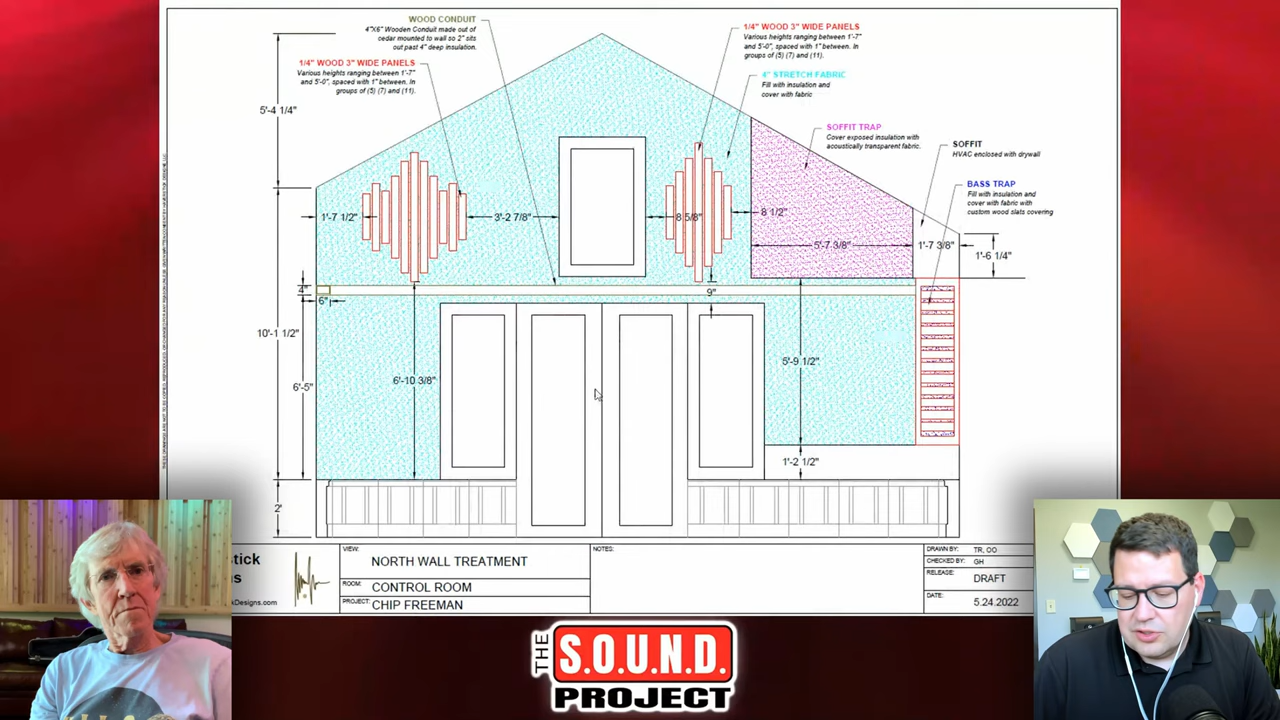 WOOD CONDUIT
4"X6" Wooden Conduit made out of
cedar mounted to wall so 2" sits
out past 4" deep insulation.
1/4" WOOD 3" WIDE PANELS
Various heights ranging between 1'-7"
and 5'-0", spaced with 1" between. In
groups of (5) (7) and (11).
1/4" WOOD 3" WIDE PANELS
Various heights ranging between 1'-7"
and 5'-0", spaced with 1" between. In
groups of (5) (7) and (11).
4" STRETCH FABRIC
Fill with insulation and
cover with fabric
SOFFIT TRAP
Cover exposed insulation with
acoustically transparent fabric.
SOFFIT
HVAC enclosed with drywall
BASS TRAP
Fill with insulation and
cover with fabric with
custom wood slats covering
5'-4 1/4"
1'-7 1/2"
3'-2 7/8"
8 5/8"
8 1/2"
5'-7 3/8"
1'-7 3/8"
1'-6 1/4"
4"
6"
9"
10'-1 1/2"
6'-5"
6'-10 3/8"
5'-9 1/2"
1'-2 1/2"
2'
stick
ns
kDesigns.com
VIEW:
NORTH WALL TREATMENT
ROOM:
CONTROL ROOM
PROJECT:
CHIP FREEMAN
NOTES:
DRAWN BY:
TR, OO
CHECKED BY:
GH
RELEASE:
DRAFT
DATE:
5.24.2022
THE
S.O.U.N.D.
PROJECT